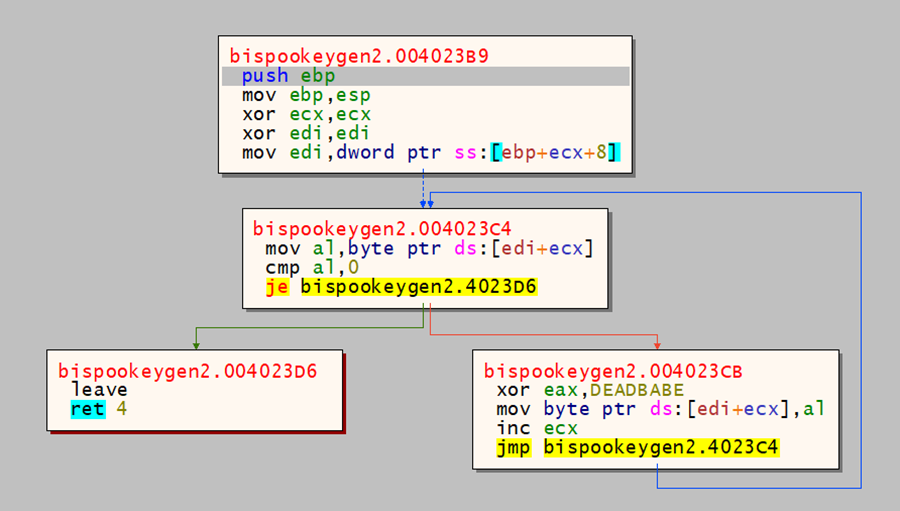 bispookeygen2.004023B9
push ebp
mov ebp,esp
xor ecx,ecx
xor edi,edi
mov edi,dword ptr ss:[ebp+ecx+8]
bispookeygen2.004023C4
mov al,byte ptr ds:[edi+ecx]
cmp al,0
je bispookeygen2.4023D6
bispookeygen2.004023D6
leave
ret 4
bispookeygen2.004023CB
xor eax,DEADBABE
mov byte ptr ds:[edi+ecx],al
inc ecx
jmp bispookeygen2.4023C4